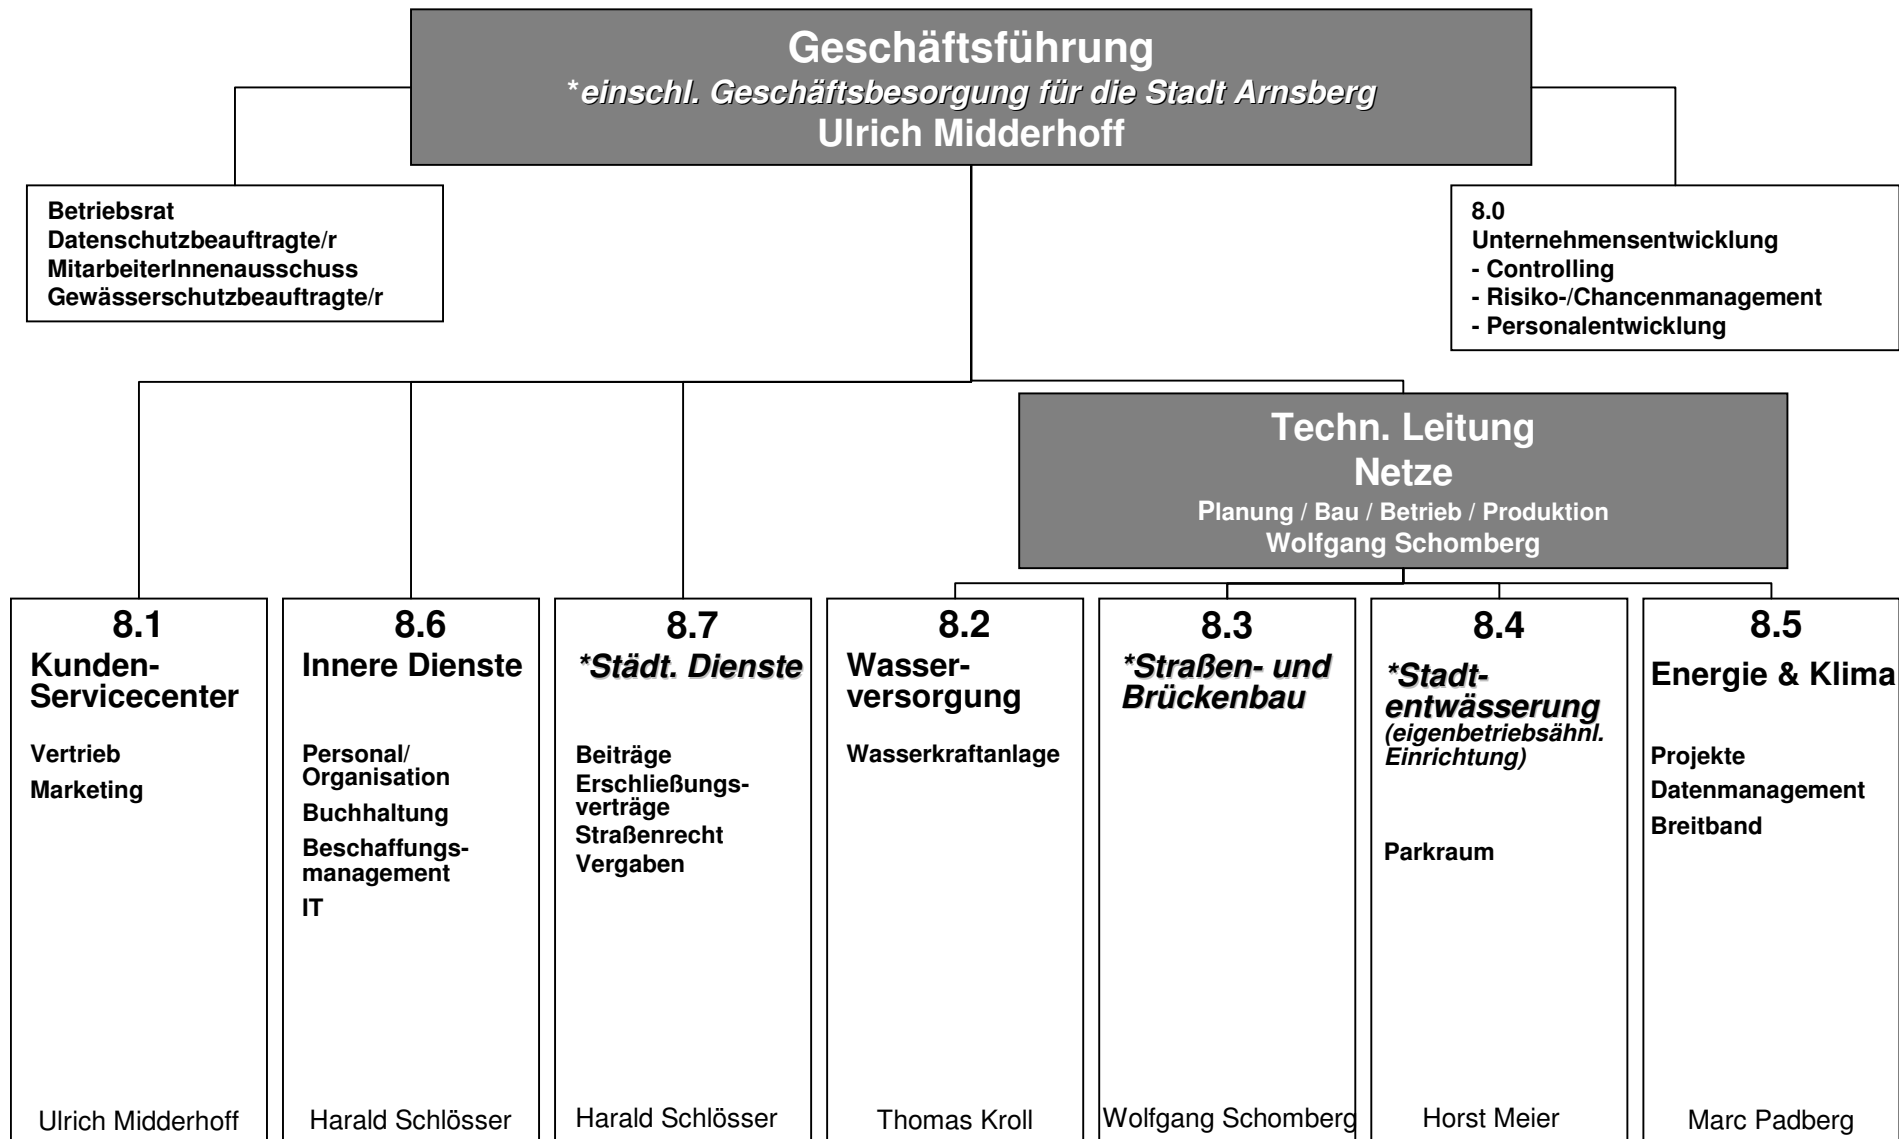 Geschäftsführung
*einschl. Geschäftsbesorgung für die Stadt Arnsberg
Ulrich Midderhoff
Betriebsrat
Datenschutzbeauftragte/r
MitarbeiterInnenausschuss
Gewässerschutzbeauftragte/r
8.0
Unternehmensentwicklung
- Controlling
- Risiko-/Chancenmanagement
- Personalentwicklung
Techn. Leitung
Netze
Planung / Bau / Betrieb / Produktion
Wolfgang Schomberg
8.1
Kunden-
Servicecenter
Vertrieb
Marketing
Ulrich Midderhoff
8.6
Innere Dienste
Personal/
Organisation
Buchhaltung
Beschaffungs-
management
IT
Harald Schlösser
8.7
*Städt. Dienste
Beiträge
Erschließungs-
verträge
Straßenrecht
Vergaben
Harald Schlösser
8.2
Wasser-
versorgung
Wasserkraftanlage
Thomas Kroll
8.3
*Straßen- und
Brückenbau
Wolfgang Schomberg
8.4
*Stadt-
entwässerung
(eigenbetriebsähnl.
Einrichtung)
Parkraum
Horst Meier
8.5
Energie & Klima
Projekte
Datenmanagement
Breitband
Marc Padberg